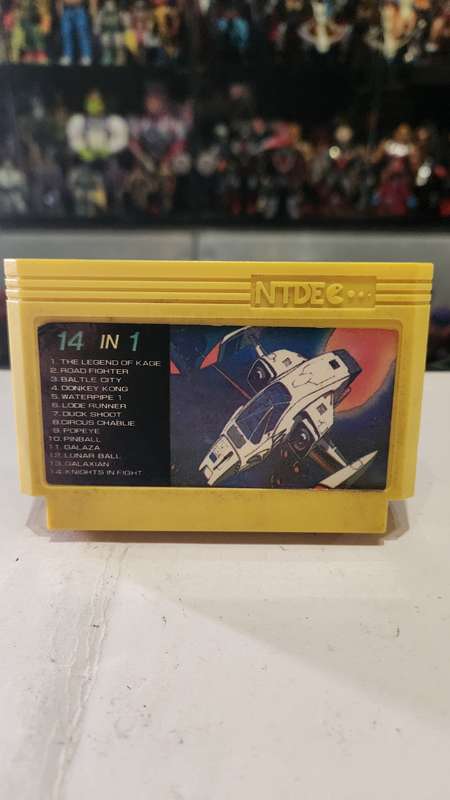 NTDEC...
14 IN 1
1. THE LEGEND OF KAGE
2. ROAD FIGHTER
3. BALTLE CITY
4. DONKEY KONG
5. WATERPIPE 1
6. LODE RUNNER
7. DUCK SHOOT
8. CIRCUS CHABLIE
9. POPEYE
10. PINBALL
11. GALAZA
12. LUNAR BALL
13. GALAXIAN
14. KNIGHTS IN FIGHT